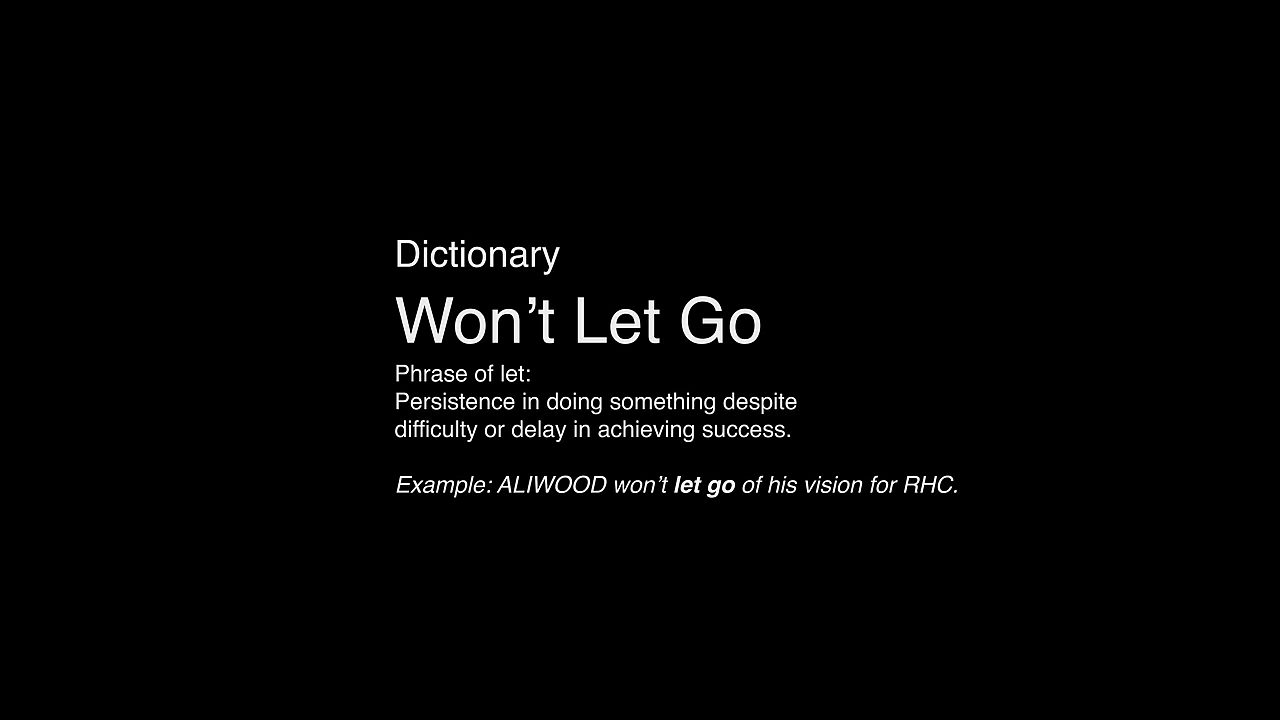 Dictionary
Won’t Let Go
Phrase of let:
Persistence in doing something despite
difficulty or delay in achieving success.
Example: ALIWOOD won’t let go of his vision for RHC.